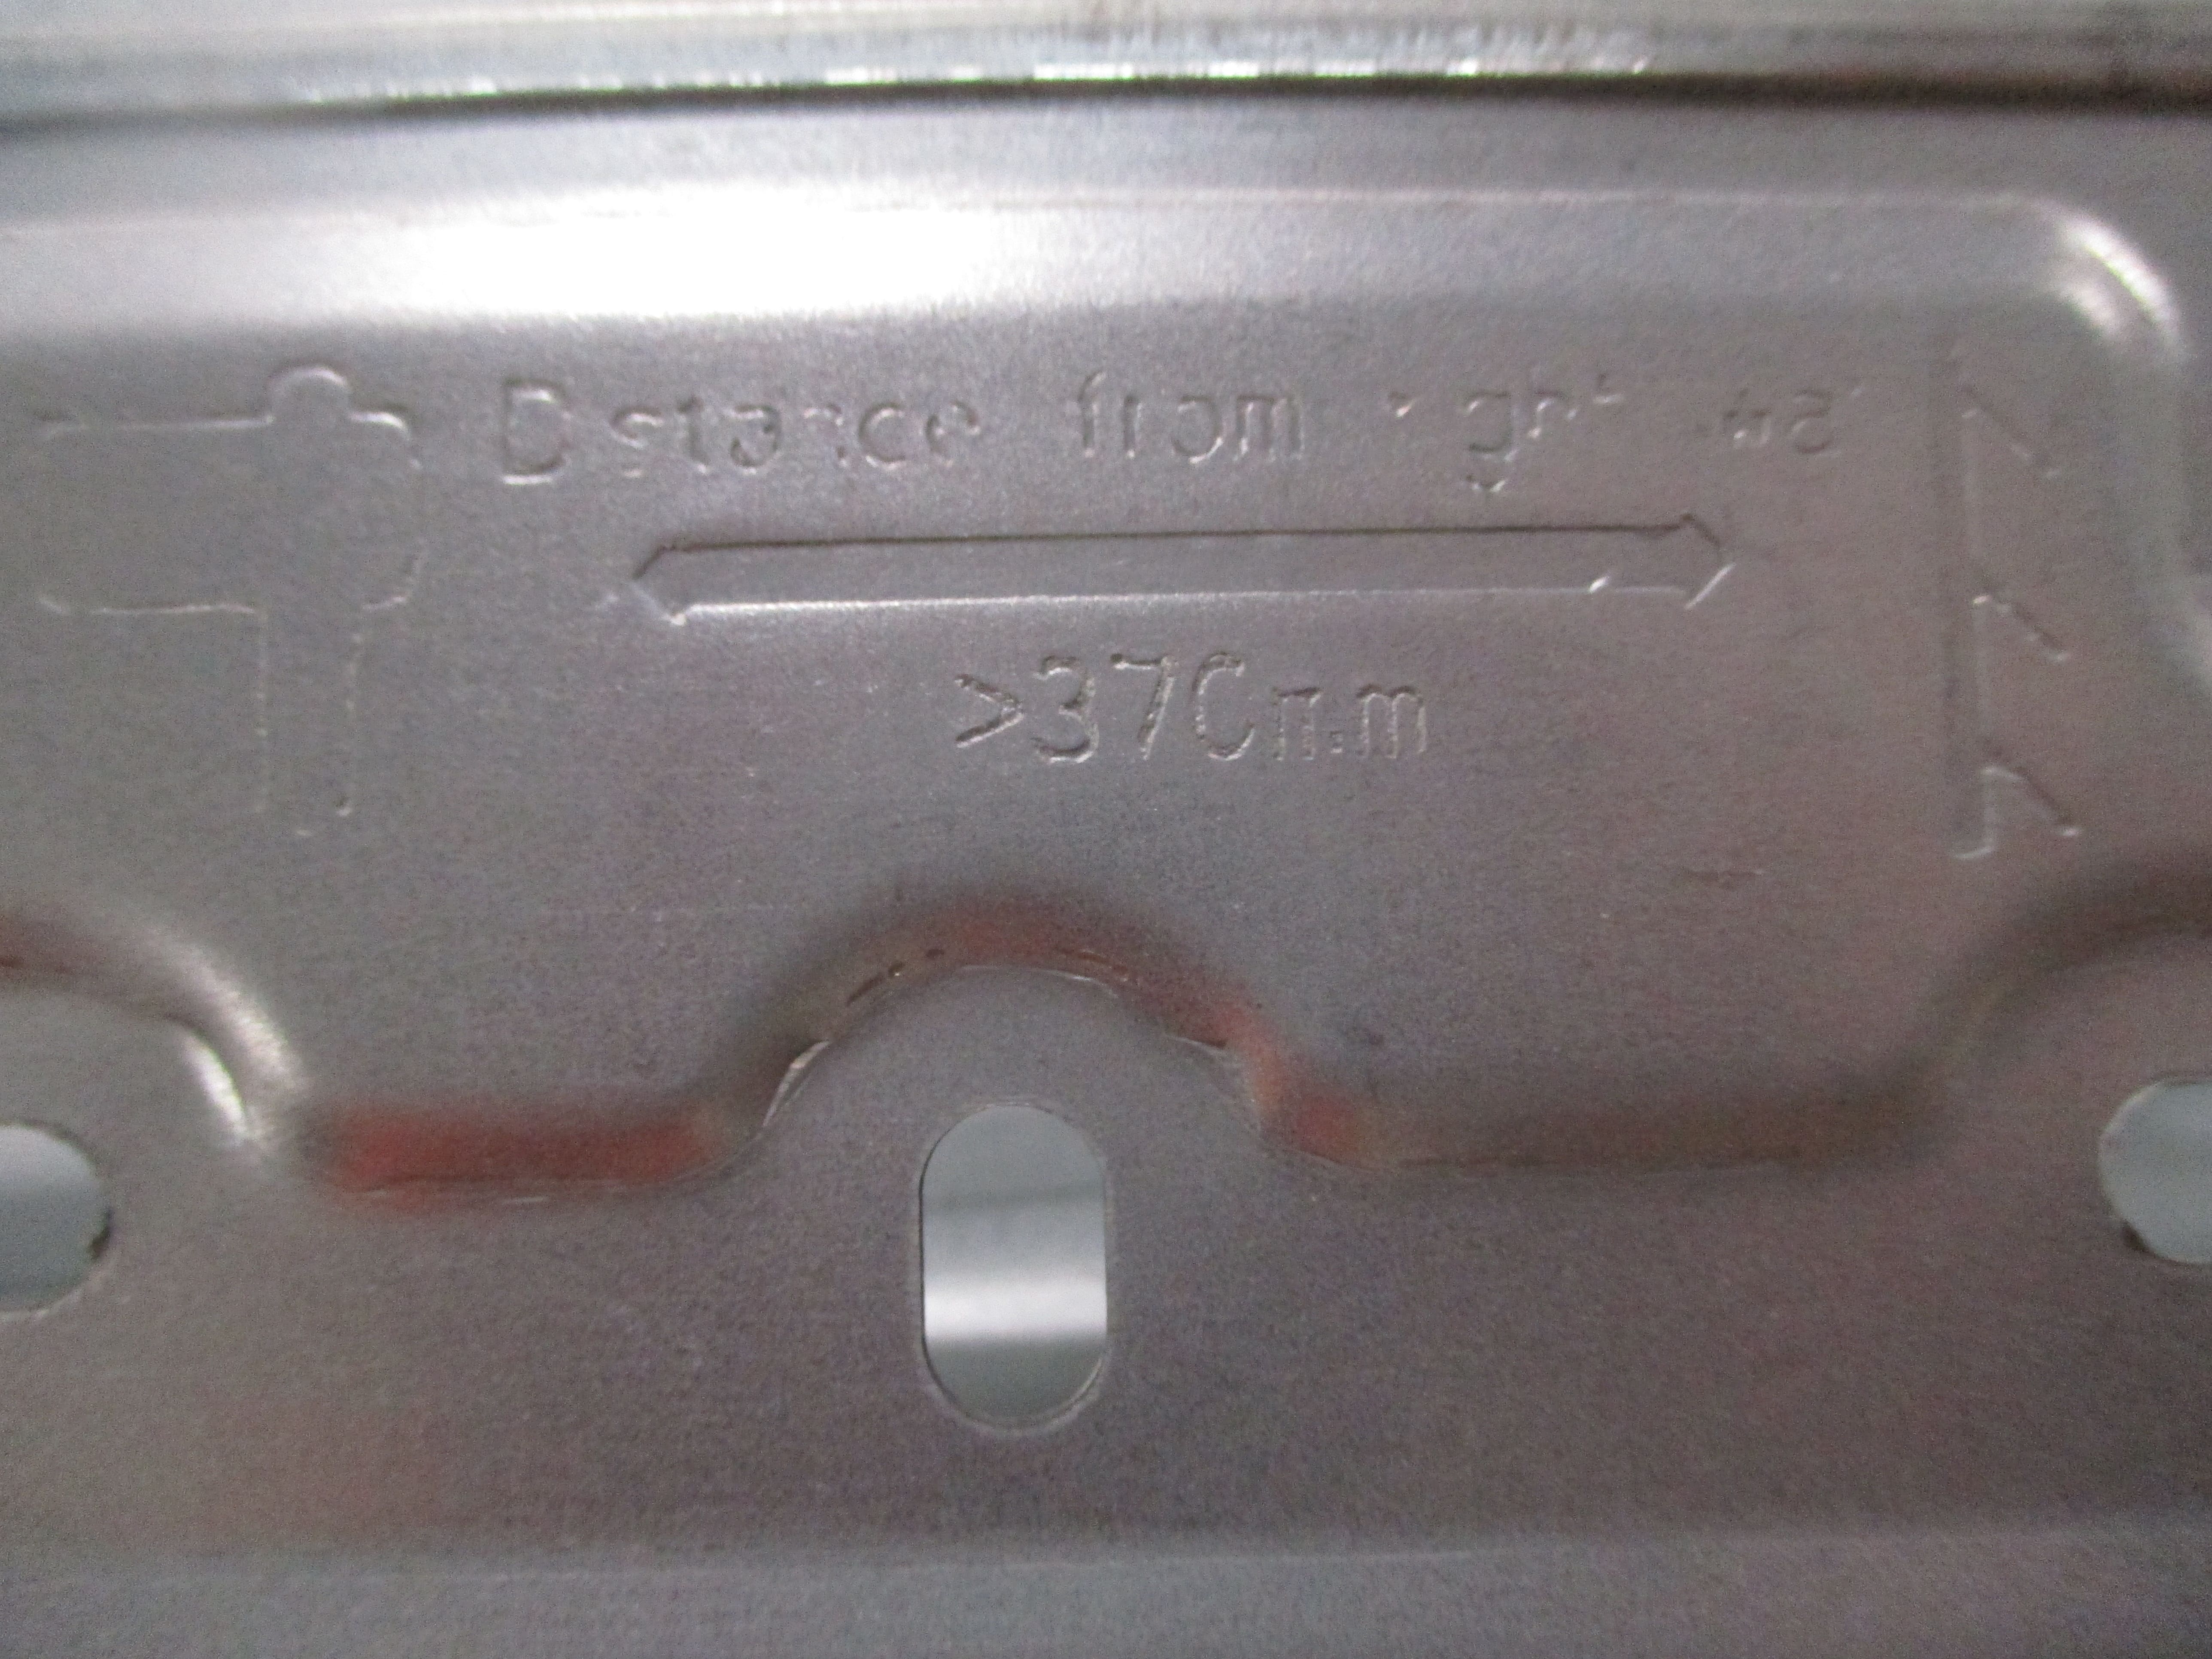 Distance from right wall
>370mm